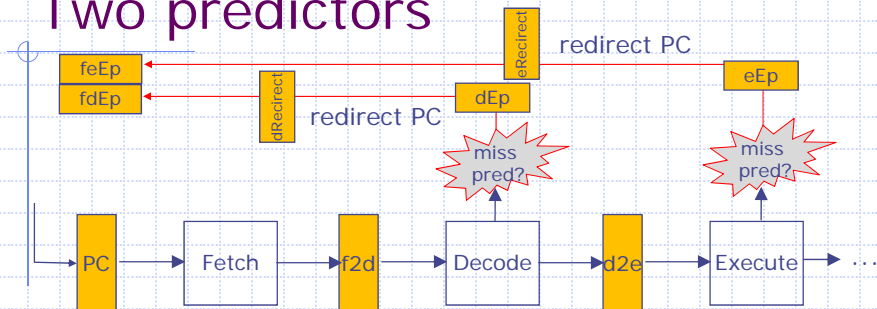 Two predictors
redirect PC
eRecirect
feEp
eEp
fdEp
dRecirect
dEp
redirect PC
miss
pred?
miss
pred?
PC
Fetch
f2d
Decode
d2e
Execute
...